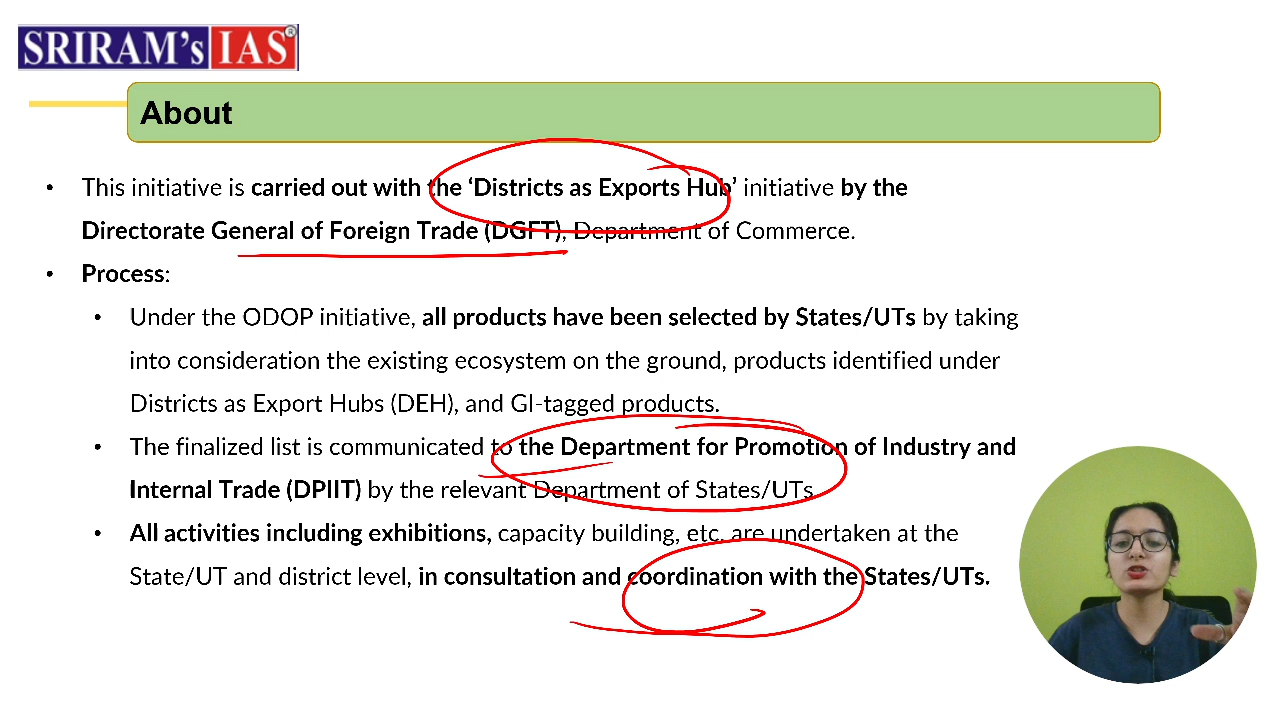 SRIRAM's IAS®
About
• This initiative is carried out with the ‘Districts as Exports Hub’ initiative by the
Directorate General of Foreign Trade (DGFT), Department of Commerce.
• Process:
• Under the ODOP initiative, all products have been selected by States/UTs by taking
into consideration the existing ecosystem on the ground, products identified under
Districts as Export Hubs (DEH), and GI-tagged products.
• The finalized list is communicated to the Department for Promotion of Industry and
Internal Trade (DPIIT) by the relevant Department of States/UTs.
• All activities including exhibitions, capacity building, etc. are undertaken at the
State/UT and district level, in consultation and coordination with the States/UTs.